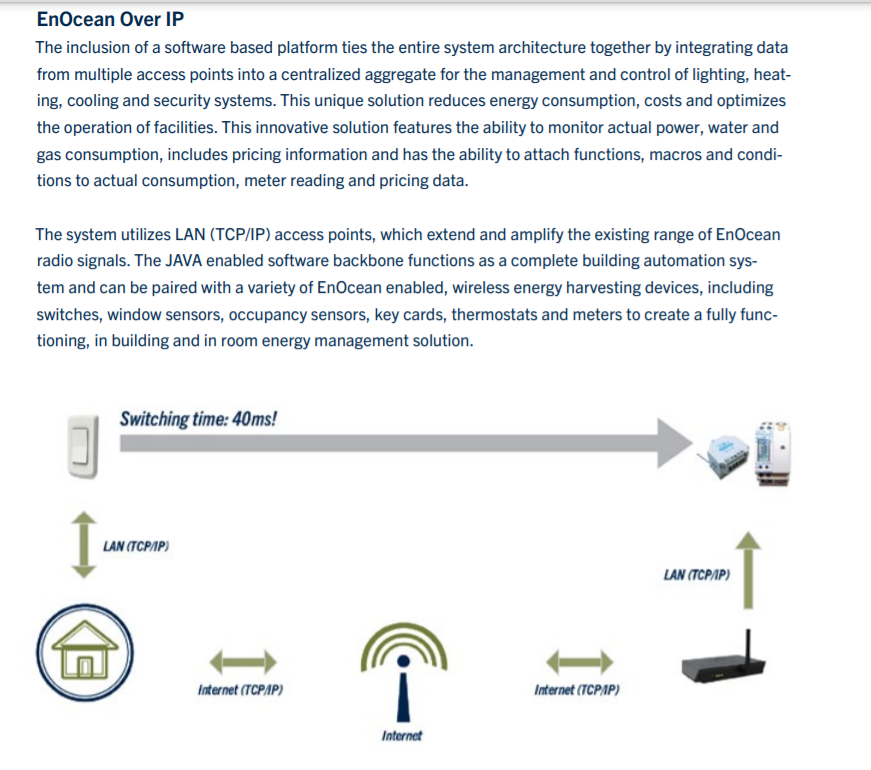 EnOcean Over IP
The inclusion of a software based platform ties the entire system architecture together by integrating data
from multiple access points into a centralized aggregate for the management and control of lighting, heat-
ing, cooling and security systems. This unique solution reduces energy consumption, costs and optimizes
the operation of facilities. This innovative solution features the ability to monitor actual power, water and
gas consumption, includes pricing information and has the ability to attach functions, macros and condi-
tions to actual consumption, meter reading and pricing data.
The system utilizes LAN (TCP/IP) access points, which extend and amplify the existing range of EnOcean
radio signals. The JAVA enabled software backbone functions as a complete building automation sys-
tem and can be paired with a variety of EnOcean enabled, wireless energy harvesting devices, including
switches, window sensors, occupancy sensors, key cards, thermostats and meters to create a fully func-
tioning, in building and in room energy management solution.
Switching time: 40ms!
LAN (TCP/IP)
LAN (TCP/IP)
Internet (TCP/IP)
Internet (TCP/IP)
Internet